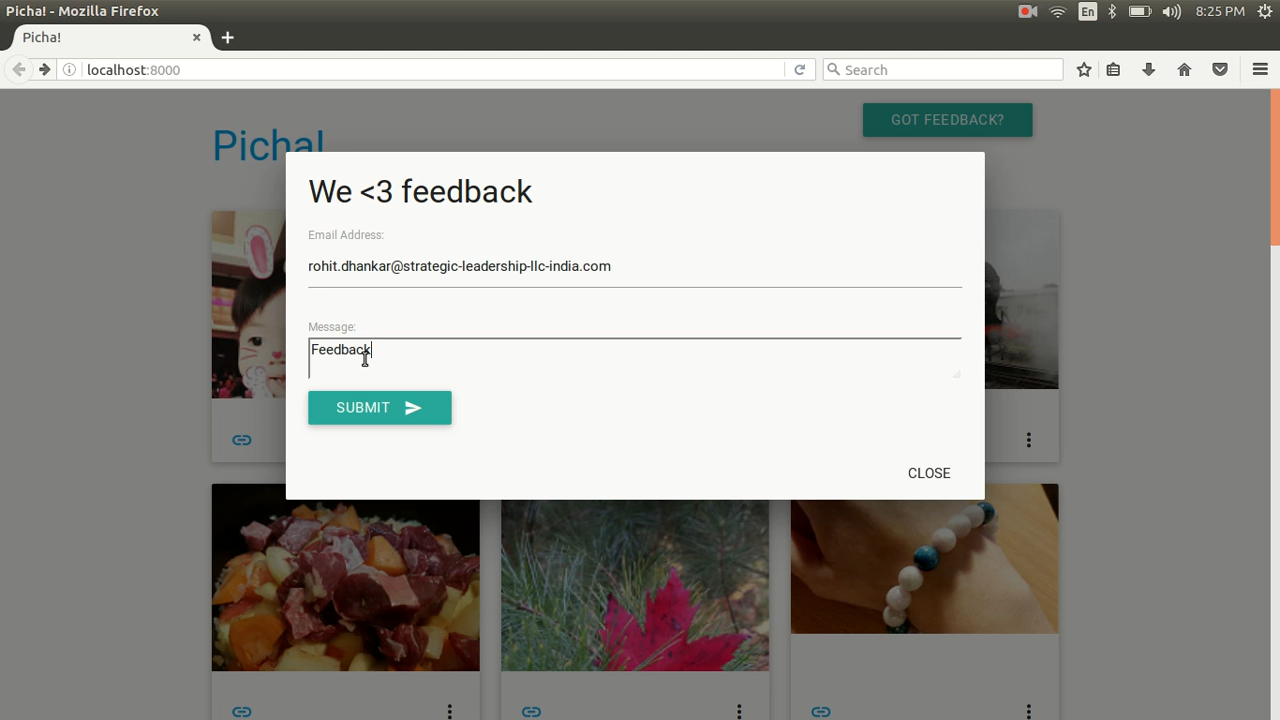 Picha! - Mozilla Firefox
En
8:25 PM
Picha!
localhost:8000
Search
Picha!
GOT FEEDBACK?
We <3 feedback
Email Address:
rohit.dhankar@strategic-leadership-llc-india.com
Message:
Feedback
SUBMIT
CLOSE